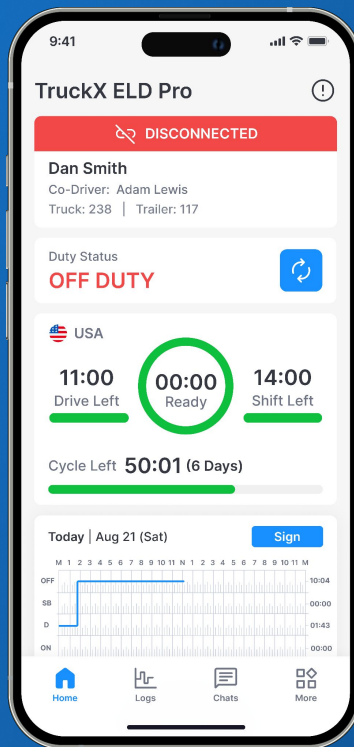 9:41
TruckX ELD Pro
DISCONNECTED
Dan Smith
Co-Driver: Adam Lewis
Truck: 238 | Trailer: 117
Duty Status
OFF DUTY
USA
11:00 00:00 14:00
Drive Left Ready Shift Left
Cycle Left 50:01 (6 Days)
Today | Aug 21 (Sat) Sign
M 1 2 3 4 5 6 7 8 9 10 11 N 1 2 3 4 5 6 7 8 9 10 11 M
OFF 10:04
SB 00:00
D 01:43
ON 00:00
Home Logs Chats More